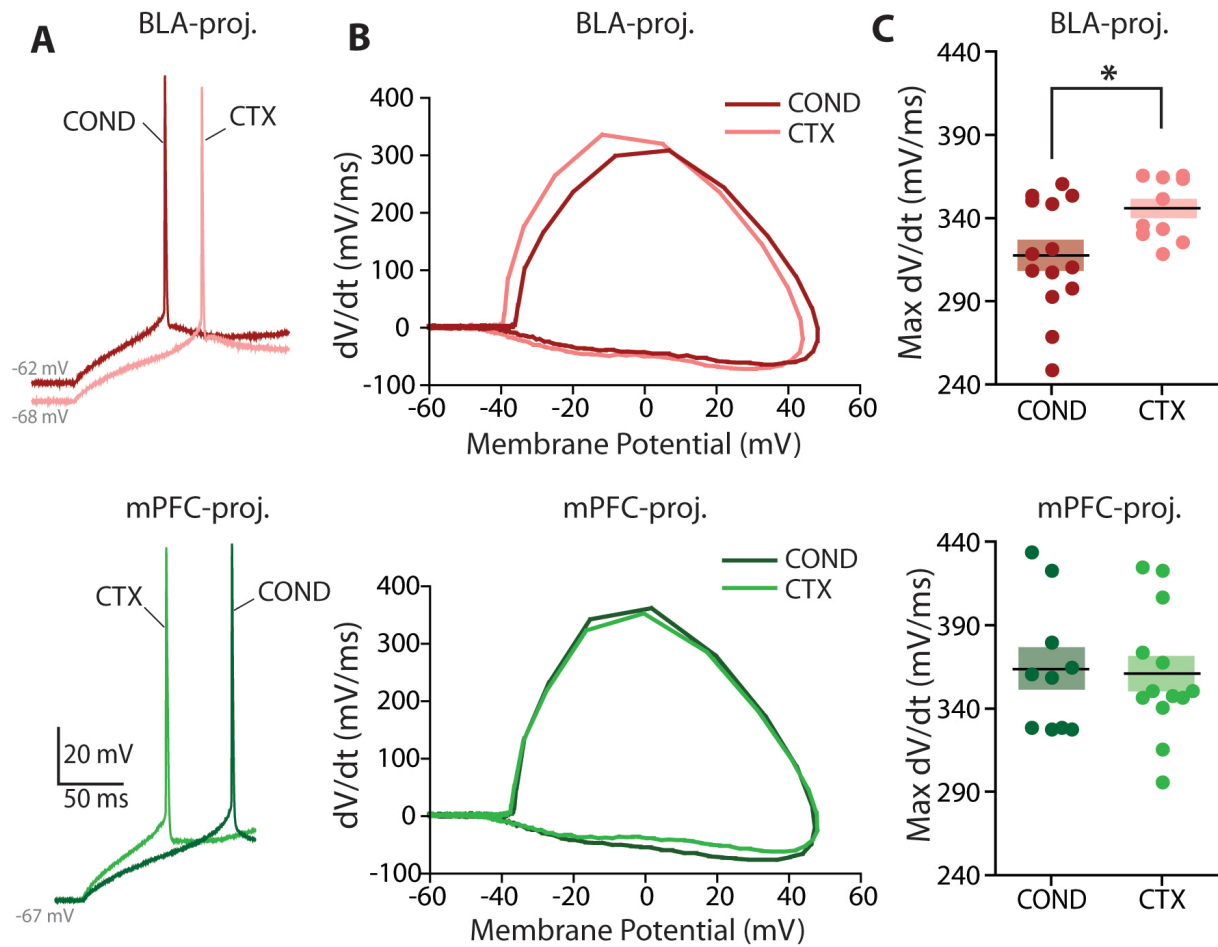 A
BLA-proj.
COND
CTX
-62 mV
-68 mV
B
BLA-proj.
400
300
200
100
0
-100
dV/dt (mV/ms)
COND
CTX
-60
-40
-20
0
20
40
60
Membrane Potential (mV)
C
BLA-proj.
440
390
340
290
240
Max dV/dt (mV/ms)
*
COND
CTX
mPFC-proj.
CTX
COND
20 mV
50 ms
-67 mV
mPFC-proj.
400
300
200
100
0
-100
dV/dt (mV/ms)
COND
CTX
-60
-40
-20
0
20
40
60
Membrane Potential (mV)
mPFC-proj.
440
390
340
290
240
Max dV/dt (mV/ms)
COND
CTX